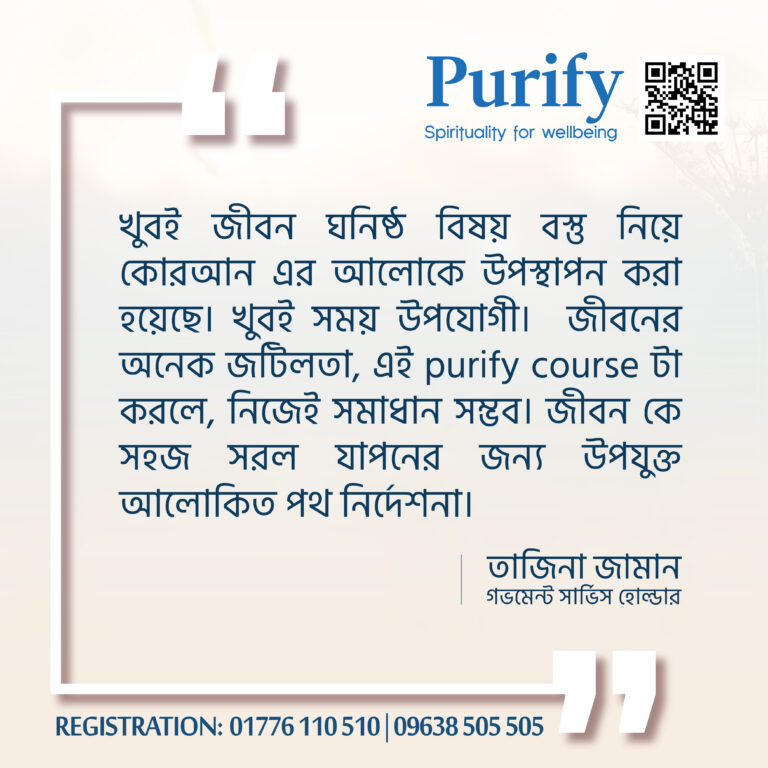 Purify
Spirituality for wellbeing
খুবই জীবন ঘনিষ্ঠ বিষয় বস্তু নিয়ে
কোরআন এর আলোকে উপস্থাপন করা
হয়েছে। খুবই সময় উপযোগী। জীবনের
অনেক জটিলতা, এই purify course টা
করলে, নিজেই সমাধান সম্ভব। জীবন কে
সহজ সরল যাপনের জন্য উপযুক্ত
আলোকিত পথ নির্দেশনা।
তাজিনা জামান
গভমেন্ট সার্ভিস হোল্ডার
REGISTRATION: 01776 110 510 | 09638 505 505